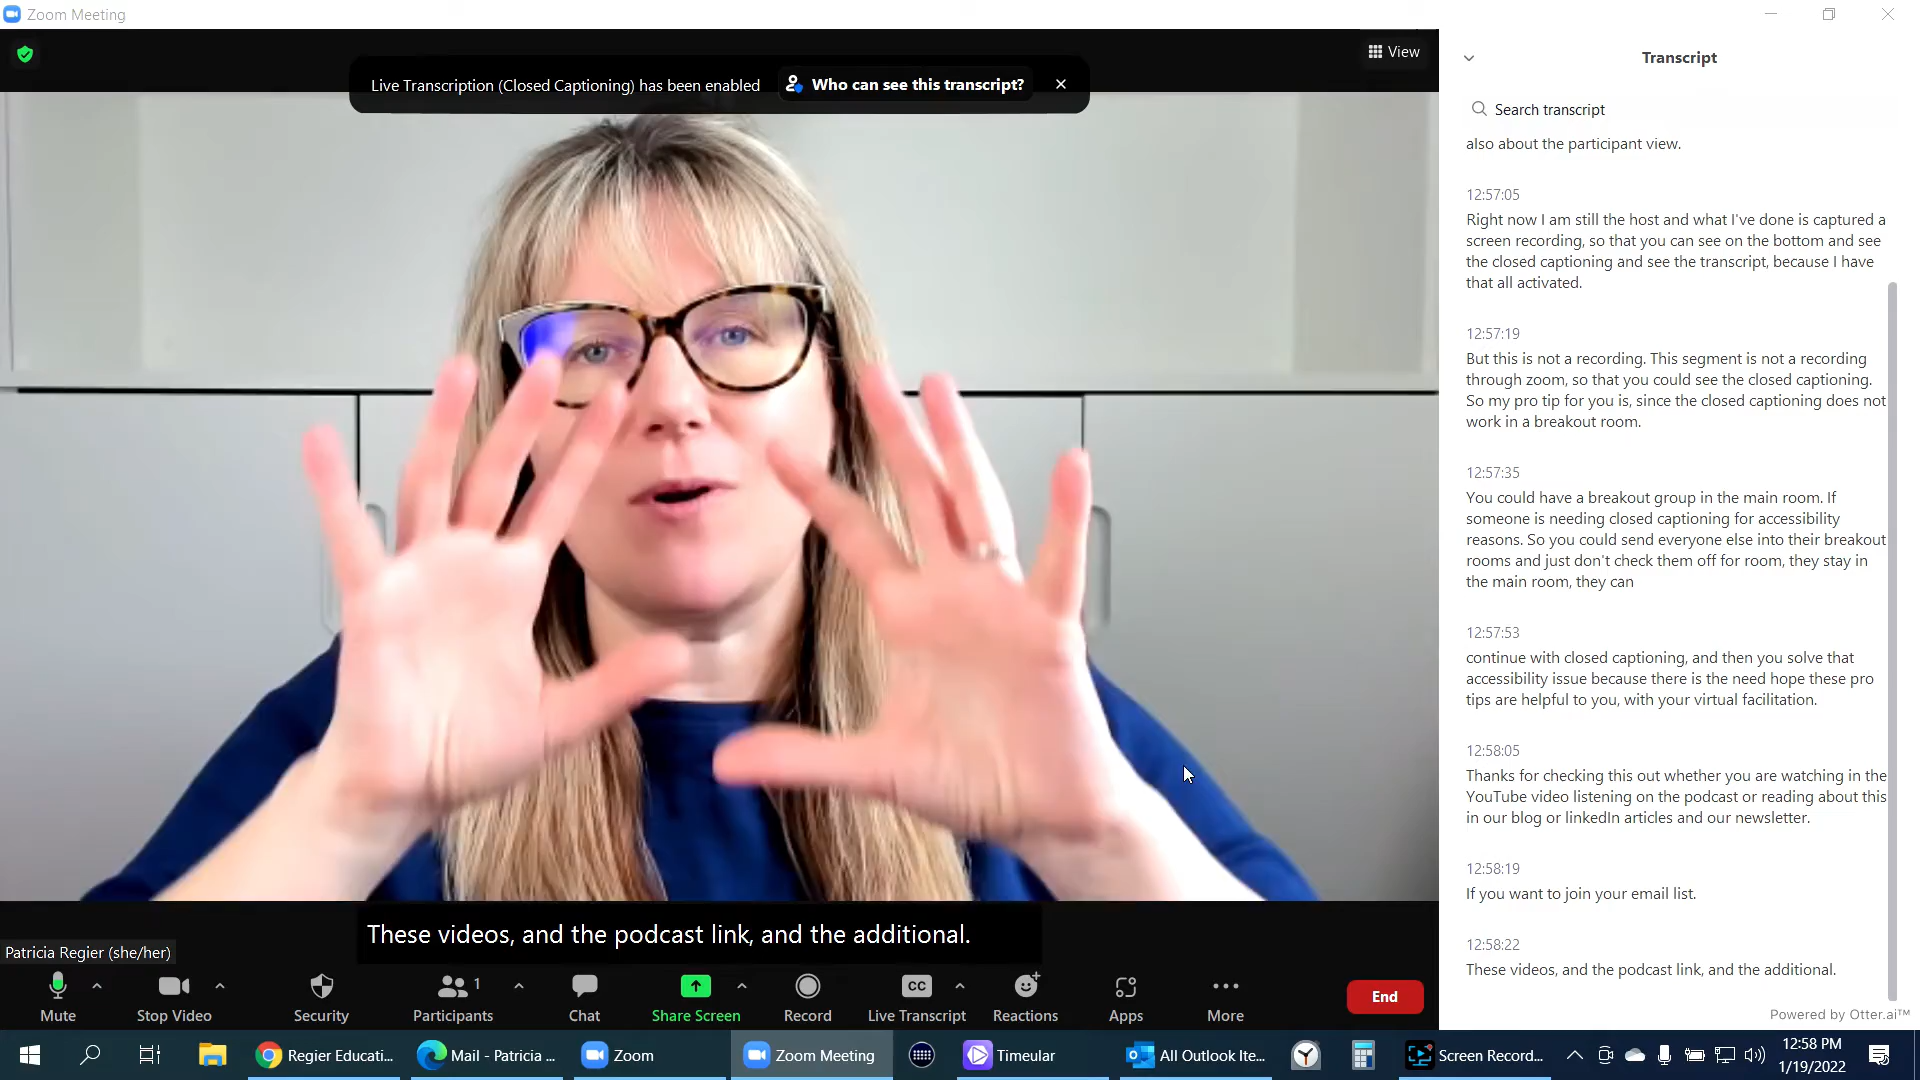 Zoom Meeting
Live Transcription (Closed Captioning) has been enabled
Who can see this transcript?
View
Transcript
Search transcript
also about the participant view.
12:57:05
Right now I am still the host and what I've done is captured a
screen recording, so that you can see on the bottom and see
the closed captioning and see the transcript, because I have
that all activated.
12:57:19
But this is not a recording. This segment is not a recording
through zoom, so that you could see the closed captioning.
So my pro tip for you is, since the closed captioning does not
work in a breakout room.
12:57:35
You could have a breakout group in the main room. If
someone is needing closed captioning for accessibility
reasons. So you could send everyone else into their breakout
rooms and just don't check them off for room, they stay in
the main room, they can
12:57:53
continue with closed captioning, and then you solve that
accessibility issue because there is the need hope these pro
tips are helpful to you, with your virtual facilitation.
12:58:05
Thanks for checking this out whether you are watching in the
YouTube video listening on the podcast or reading about this
in our blog or linkedIn articles and our newsletter.
12:58:19
If you want to join your email list.
12:58:22
These videos, and the podcast link, and the additional.
Powered by Otter.ai™
These videos, and the podcast link, and the additional.
Patricia Regier (she/her)
Mute
Stop Video
Security
1
Participants
Chat
Share Screen
Record
CC
Live Transcript
Reactions
Apps
More
End
Regier Educati...
Mail - Patricia ...
Zoom
Zoom Meeting
Timeular
All Outlook Ite...
Screen Record...
12:58 PM
1/19/2022